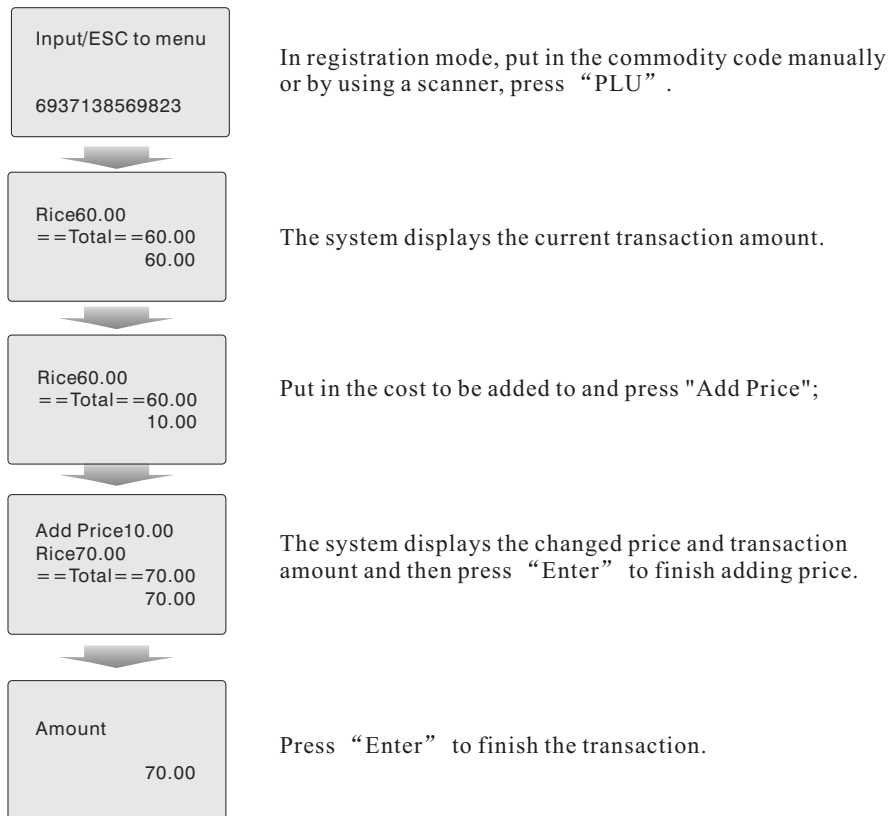 Input/ESC to menu
6937138569823
In registration mode, put in the commodity code manually
or by using a scanner, press “PLU”.
Rice60.00
==Total==60.00
60.00
The system displays the current transaction amount.
Rice60.00
==Total==60.00
10.00
Put in the cost to be added to and press "Add Price";
Add Price10.00
Rice70.00
==Total==70.00
70.00
The system displays the changed price and transaction
amount and then press “Enter” to finish adding price.
Amount
70.00
Press “Enter” to finish the transaction.